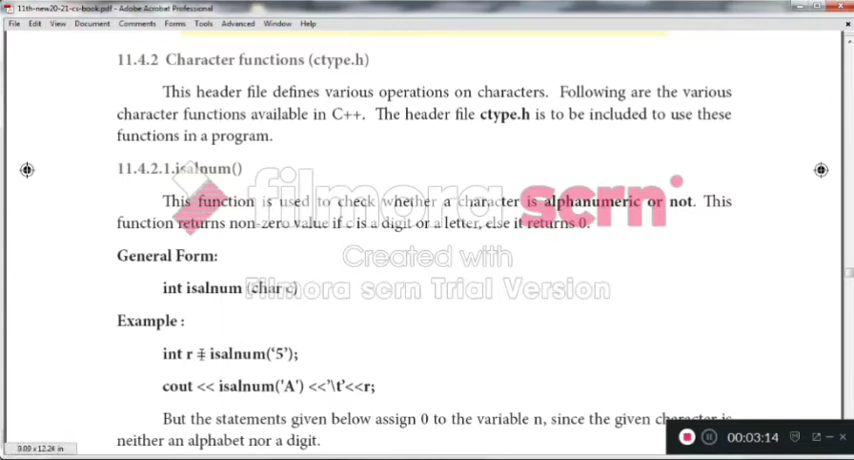 11th-new20-21-cs-book.pdf - Adobe Acrobat Professional
File Edit View Document Comments Forms Tools Advanced Window Help
11.4.2 Character functions (ctype.h)
This header file defines various operations on characters. Following are the various
character functions available in C++. The header file ctype.h is to be included to use these
functions in a program.
11.4.2.1.isalnum()
This function is used to check whether a character is alphanumeric or not. This
function returns non-zero value if c is a digit or a letter, else it returns 0.
filmora scrn
General Form:
Created with
int isalnum (char c)
Filmora scrn Trial Version
Example :
int r = isalnum(‘5’);
cout << isalnum('A') <<’\t’<<r;
But the statements given below assign 0 to the variable n, since the given character is
neither an alphabet nor a digit.
00:03:14
9.00 x 12.24 in